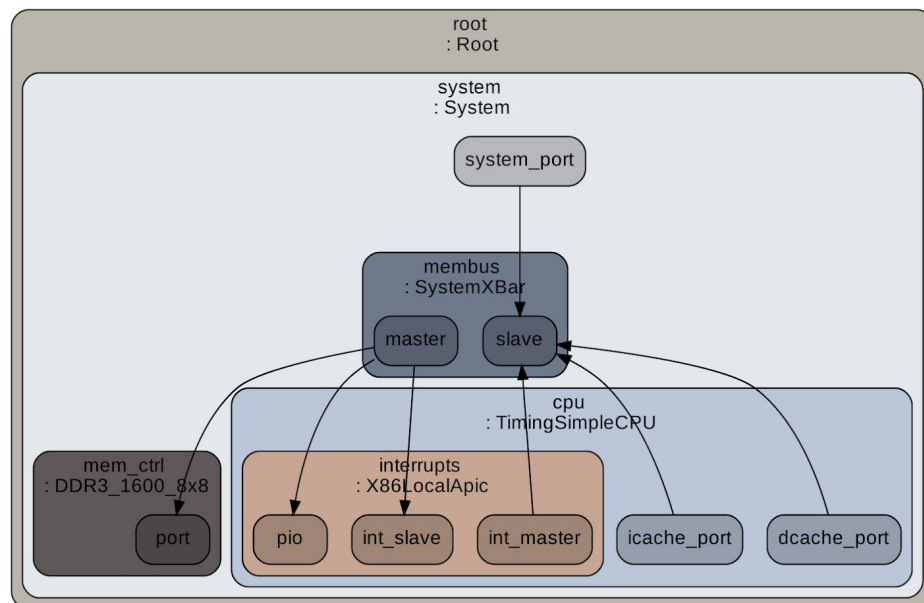 root
: Root
system
: System
system_port
membus
: SystemXBar
master
slave
cpu
: TimingSimpleCPU
mem_ctrl
: DDR3_1600_8x8
port
interrupts
: X86LocalApic
pio
int_slave
int_master
icache_port
dcache_port